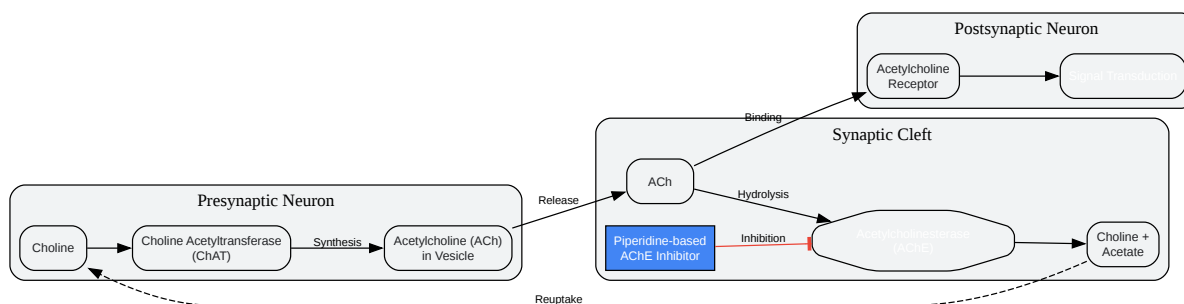 Postsynaptic Neuron
Acetylcholine
Receptor
Signal Transduction
Binding
Synaptic Cleft
ACh
Hydrolysis
Release
Presynaptic Neuron
Choline
Choline Acetyltransferase
(ChAT)
Synthesis
Acetylcholine (ACh)
in Vesicle
Piperidine-based
AChE Inhibitor
Inhibition
Acetylcholinesterase
(AChE)
Choline +
Acetate
Reuptake